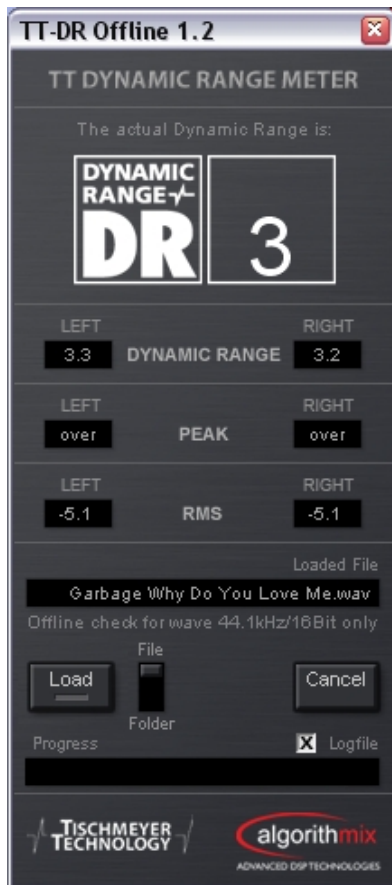 TT-DR Offline 1.2
TT DYNAMIC RANGE METER
The actual Dynamic Range is:
DYNAMIC
RANGE
DR
3
LEFT RIGHT
3.3 DYNAMIC RANGE 3.2
LEFT RIGHT
over PEAK over
LEFT RIGHT
-5.1 RMS -5.1
Loaded File
Garbage Why Do You Love Me.wav
Offline check for wave 44.1kHz/16Bit only
File
Load Cancel
Folder
Progress X Logfile
TISCHMEYER
TECHNOLOGY
algorithmix
ADVANCED DSP TECHNOLOGIES